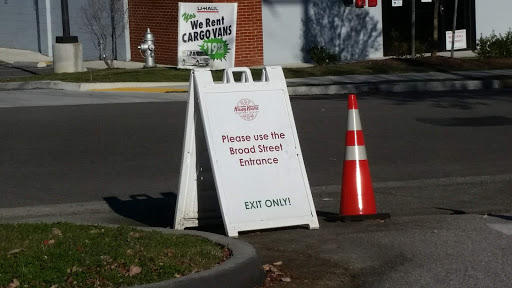 U-HAUL
Yes
We Rent
CARGO VANS
$19.95
Please use the
Broad Street
Entrance
EXIT ONLY!